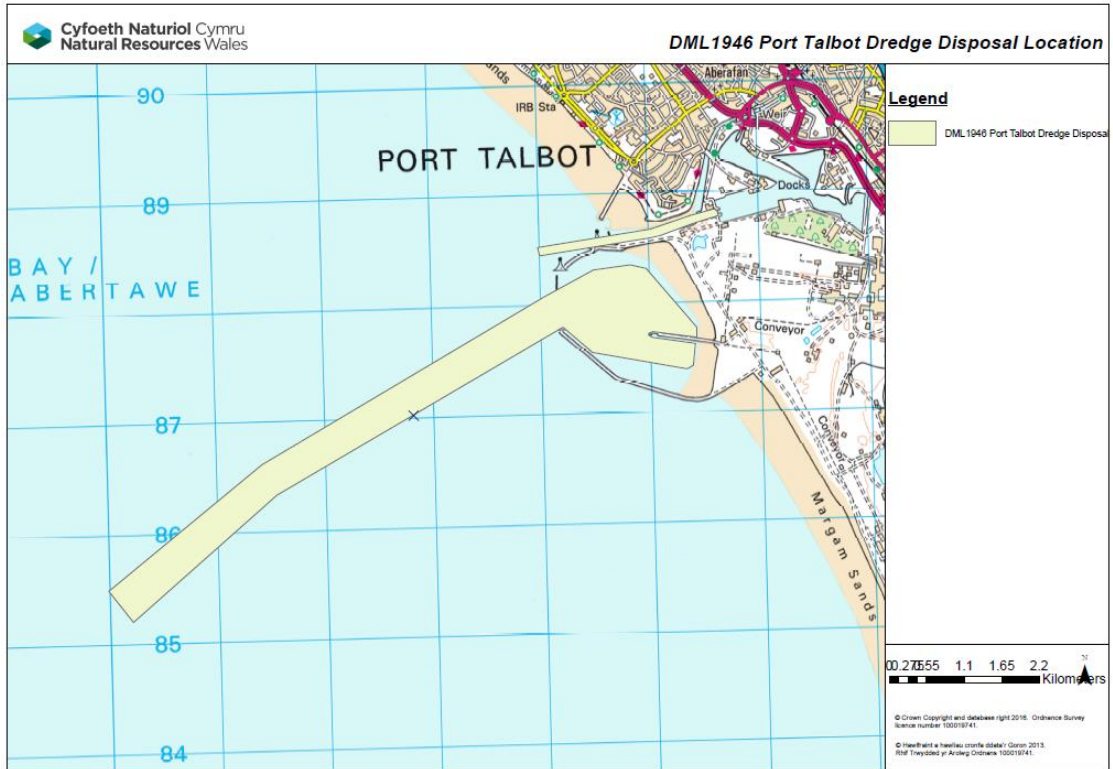 Cyfoeth Naturiol Cymru
Natural Resources Wales
DML1946 Port Talbot Dredge Disposal Location
90
ands
IRB Sta
Aberafan
Weir
PORT TALBOT
Docks
89
BAY /
ABERTAWE
Conveyor
87
Conveyor
86
Margam Sands
85
84
Legend
DML1946 Port Talbot Dredge Disposal
0 0.275 0.55 1.1 1.65 2.2
Kilometers
N
© Crown Copyright and database right 2016. Ordnance Survey
licence number 100019741.
© Hawlfraint a hawliau cronfa ddata'r Goron 2013.
Rhif Trwydded yr Arolwg Ordnans 100019741.